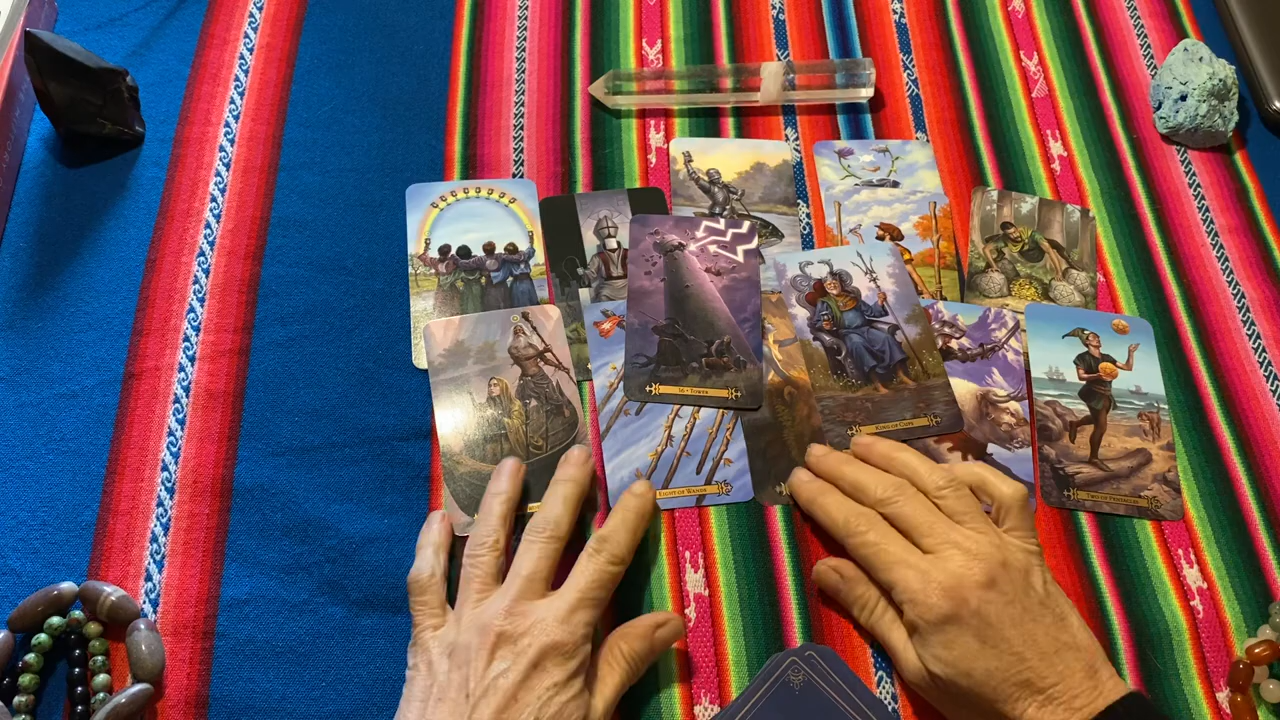 16 • Tower
King of Cups
Eight of Wands
Two of Pentacles